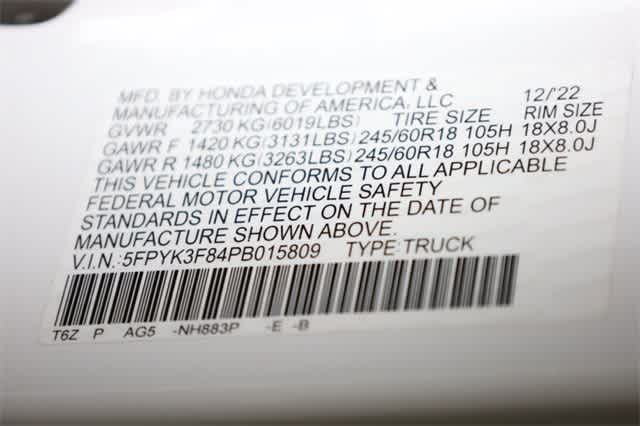 MFD. BY HONDA DEVELOPMENT &
MANUFACTURING OF AMERICA, LLC 12/'22
GVWR 2730 KG(6019LBS) TIRE SIZE RIM SIZE
GAWR F 1420 KG(3131LBS) 245/60R18 105H 18X8.0J
GAWR R 1480 KG(3263LBS) 245/60R18 105H 18X8.0J
THIS VEHICLE CONFORMS TO ALL APPLICABLE
FEDERAL MOTOR VEHICLE SAFETY
STANDARDS IN EFFECT ON THE DATE OF
MANUFACTURE SHOWN ABOVE.
V.I.N.:5FPYK3F84PB015809 TYPE:TRUCK
T6Z P AG5 -NH883P -E -B